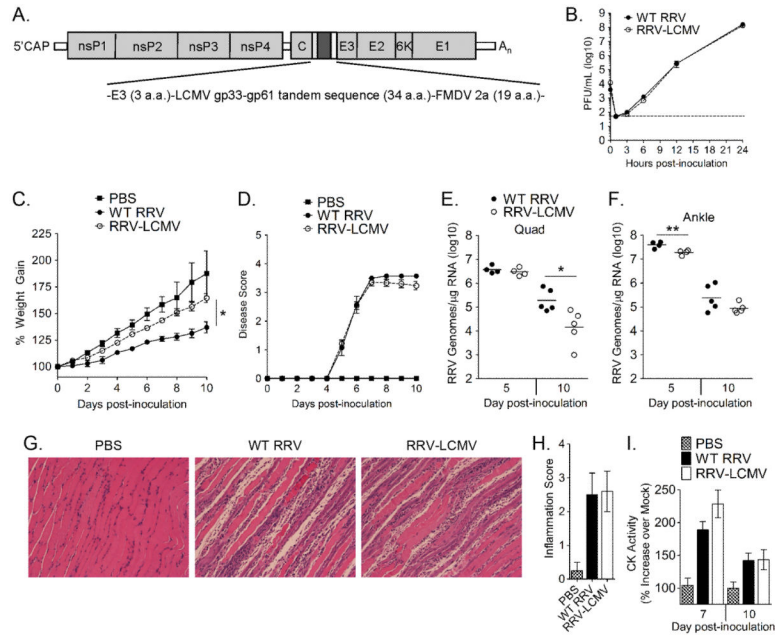 A.
5'CAP nsP1 nsP2 nsP3 nsP4 C E3 E2 6K E1 An
-E3 (3 a.a.)-LCMV gp33-gp61 tandem sequence (34 a.a.)-FMDV 2a (19 a.a.)-
B.
WT RRV
RRV-LCMV
PFU/mL (log10)
9
8
7
6
5
4
3
2
1
0
0 3 6 9 12 15 18 21 24
Hours post-inoculation
C.
PBS
WT RRV
RRV-LCMV
% Weight Gain
225
200
175
150
125
100
*
0 2 4 6 8 10
Days post-inoculation
D.
PBS
WT RRV
RRV-LCMV
Disease Score
5
4
3
2
1
0
0 2 4 6 8 10
Days post-inoculation
E.
WT RRV
RRV-LCMV
Quad
RRV Genomes/µg RNA (log10)
8
7
6
5
4
3
2
*
5 10
Day post-inoculation
F.
Ankle
RRV Genomes/µg RNA (log10)
8
7
6
5
4
3
2
**
5 10
Day post-inoculation
G.
PBS WT RRV RRV-LCMV
H.
Inflammation Score
4
3
2
1
0
PBS
WT RRV
RRV-LCMV
I.
PBS
WT RRV
RRV-LCMV
CK Activity
(% Increase over Mock)
250
200
150
100
7 10
Day post-inoculation